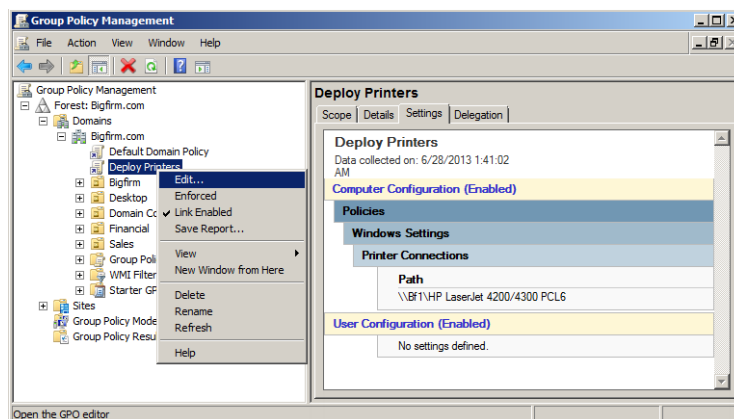 Group Policy Management
File Action View Window Help
Group Policy Management
Forest: Bigfirm.com
Domains
Bigfirm.com
Default Domain Policy
Deploy Printers
Bigfirm
Desktop
Domain Co
Financial
Sales
Group Poli
WMI Filter
Starter GP
Sites
Group Policy Mode
Group Policy Resu
Edit...
Enforced
Link Enabled
Save Report...
View
New Window from Here
Delete
Rename
Refresh
Help
Deploy Printers
Scope Details Settings Delegation
Deploy Printers
Data collected on: 6/28/2013 1:41:02
AM
Computer Configuration (Enabled)
Policies
Windows Settings
Printer Connections
Path
\\Bf1\HP LaserJet 4200/4300 PCL6
User Configuration (Enabled)
No settings defined.
Open the GPO editor